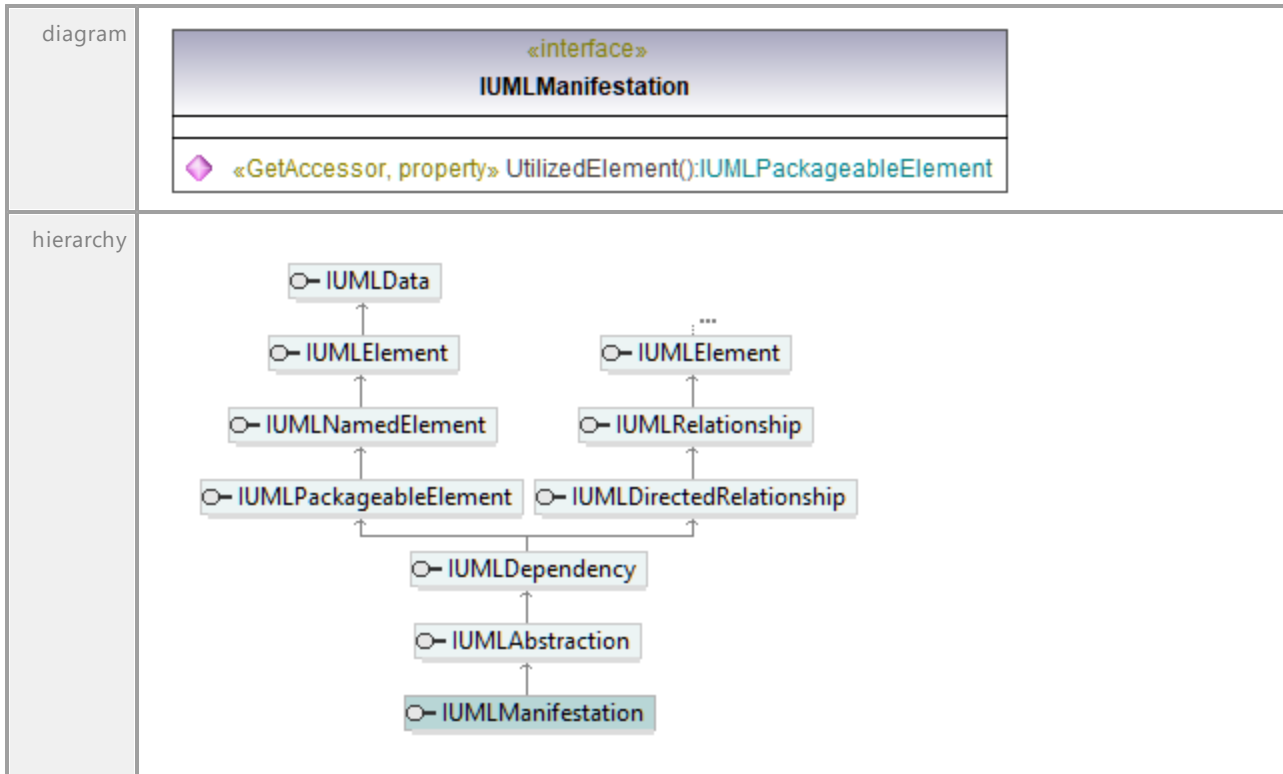 diagram
«interface»
IUMLManifestation
«GetAccessor, property» UtilizedElement():IUMLPackageableElement
hierarchy
IUMLData
...
IUMLElement
IUMLElement
IUMLNamedElement
IUMLRelationship
IUMLPackageableElement
IUMLDirectedRelationship
IUMLDependency
IUMLAbstraction
IUMLManifestation